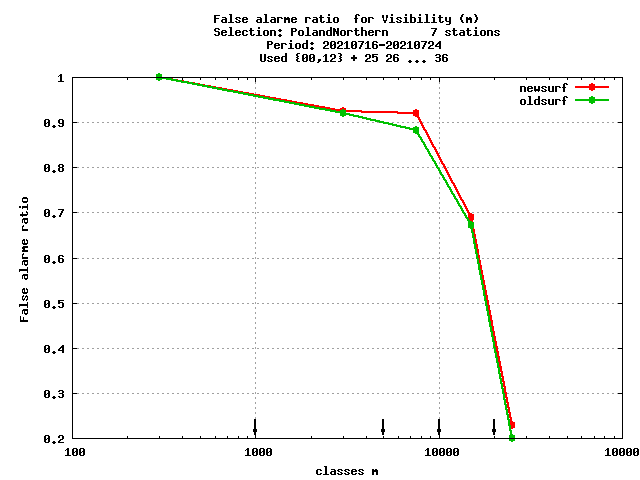 False alarme ratio  for Visibility (m)
Selection: PolandNorthern      7 stations
Period: 20210716-20210724
Used {00,12} + 25 26 ... 36
newsurf
oldsurf
1
0.9
0.8
0.7
0.6
0.5
0.4
0.3
0.2
False alarme ratio
100
1000
10000
10000
classes m